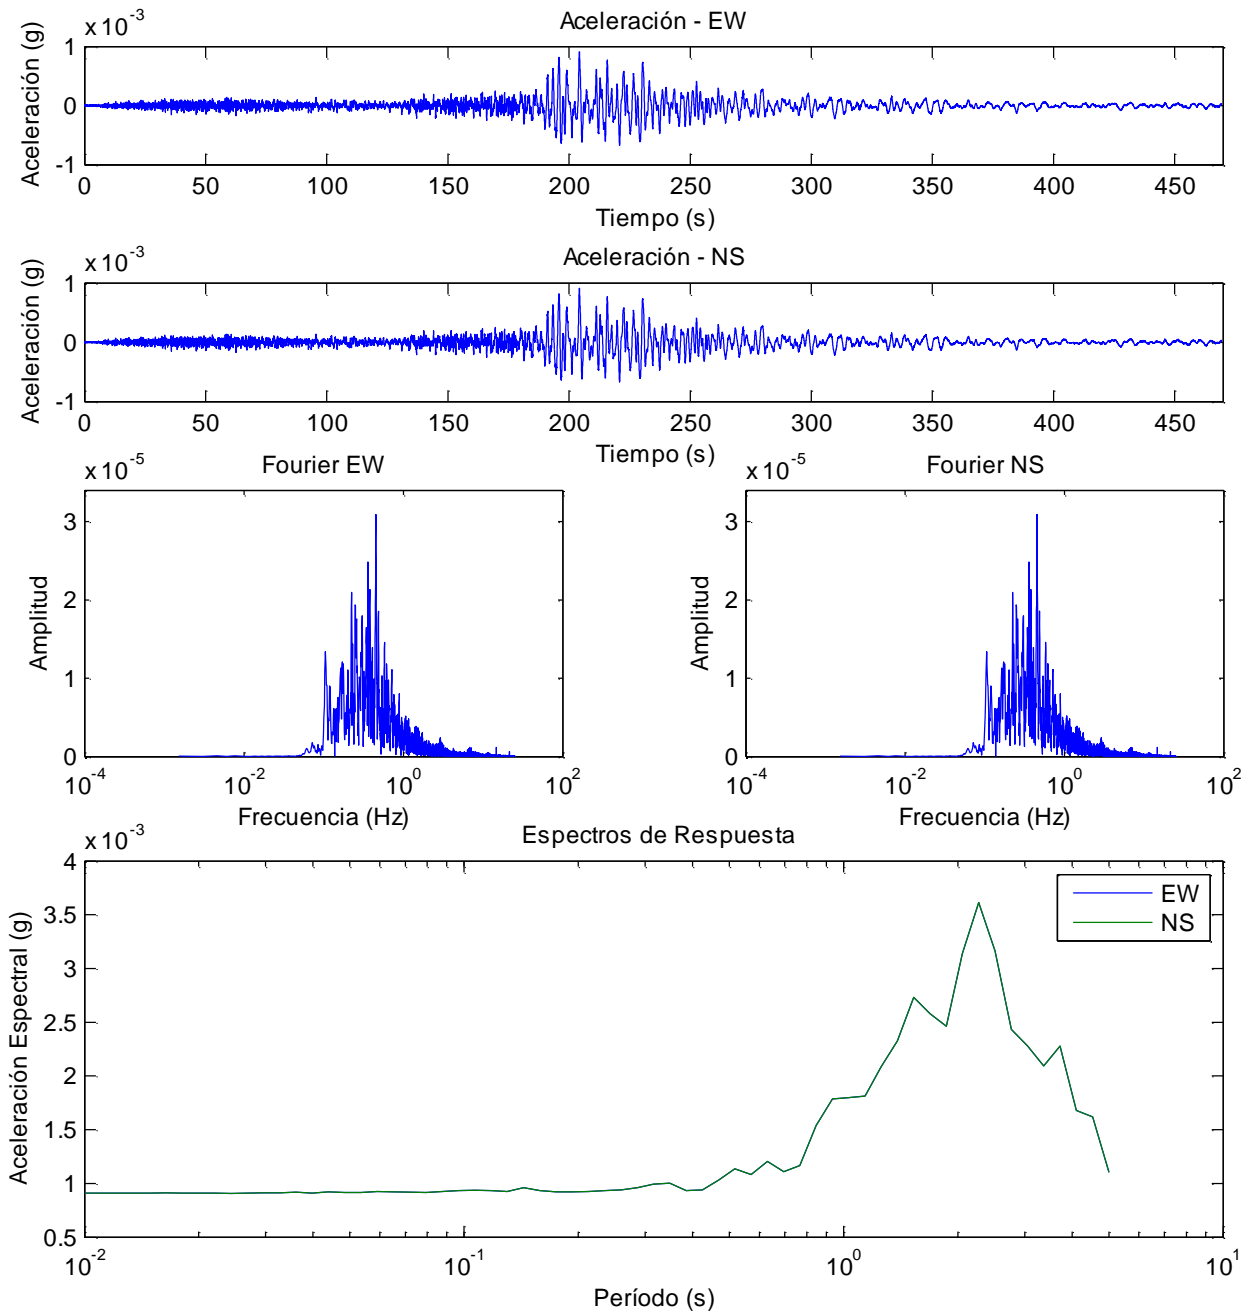 x 10^-3
Aceleración - EW
Aceleración (g)
1
0
-1
0 50 100 150 200 250 300 350 400 450
Tiempo (s)
x 10^-3
Aceleración - NS
Aceleración (g)
1
0
-1
0 50 100 150 200 250 300 350 400 450
Tiempo (s)
x 10^-5
Fourier EW
Amplitud
3
2
1
0
10^-4 10^-2 10^0 10^2
Frecuencia (Hz)
x 10^-5
Fourier NS
Amplitud
3
2
1
0
10^-4 10^-2 10^0 10^2
Frecuencia (Hz)
x 10^-3
Espectros de Respuesta
Aceleración Espectral (g)
4
3.5
3
2.5
2
1.5
1
0.5
EW
NS
10^-2 10^-1 10^0 10^1
Período (s)